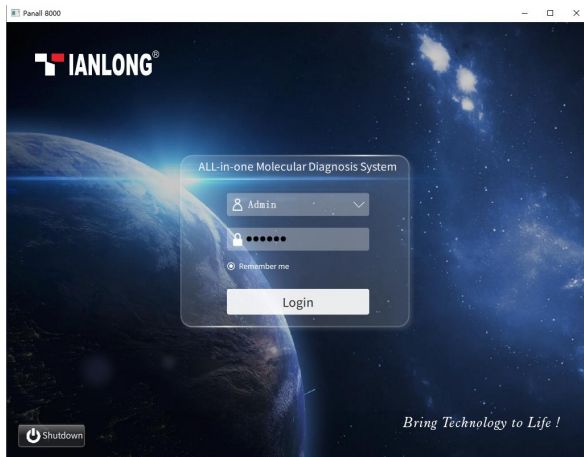 Panall 8000
TIANLONG®
ALL-in-one Molecular Diagnosis System
Admin
Remember me
Login
Bring Technology to Life !
Shutdown